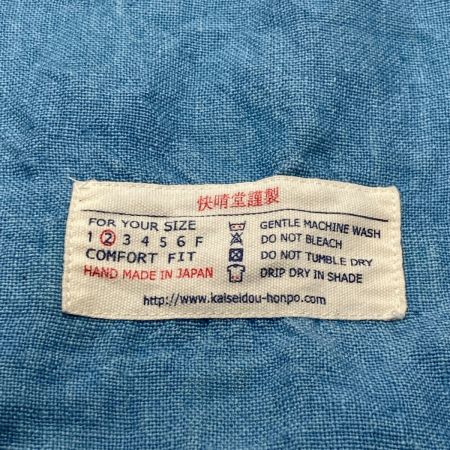 快晴堂謹製
FOR YOUR SIZE
1 2 3 4 5 6 F
COMFORT FIT
HAND MADE IN JAPAN
GENTLE MACHINE WASH
DO NOT BLEACH
DO NOT TUMBLE DRY
DRIP DRY IN SHADE
http://www.kaiseidou-honpo.com